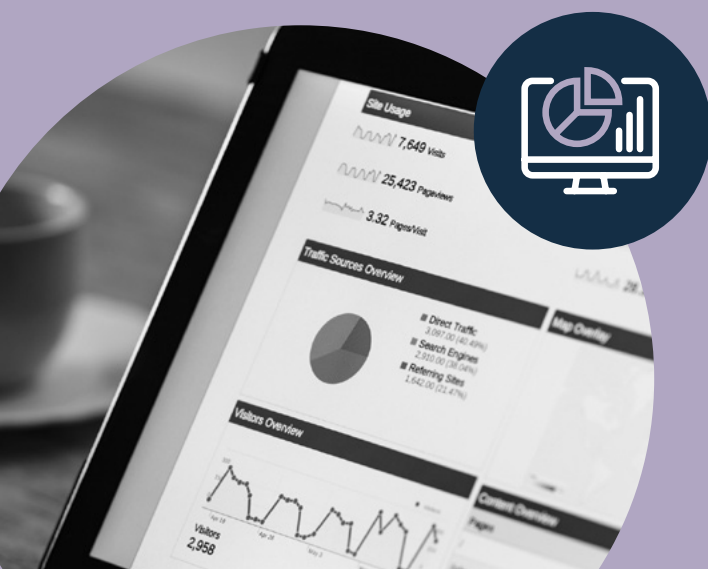 Site Usage
7,649 Visits
25,423 Pageviews
3.32 Pages/Visit
Traffic Sources Overview
Direct Traffic
3,097.00 (40.49%)
Search Engines
2,910.00 (38.04%)
Referring Sites
1,642.00 (21.47%)
Map Overlay
Visitors Overview
Visitors
2,958
Content Overview
Pages